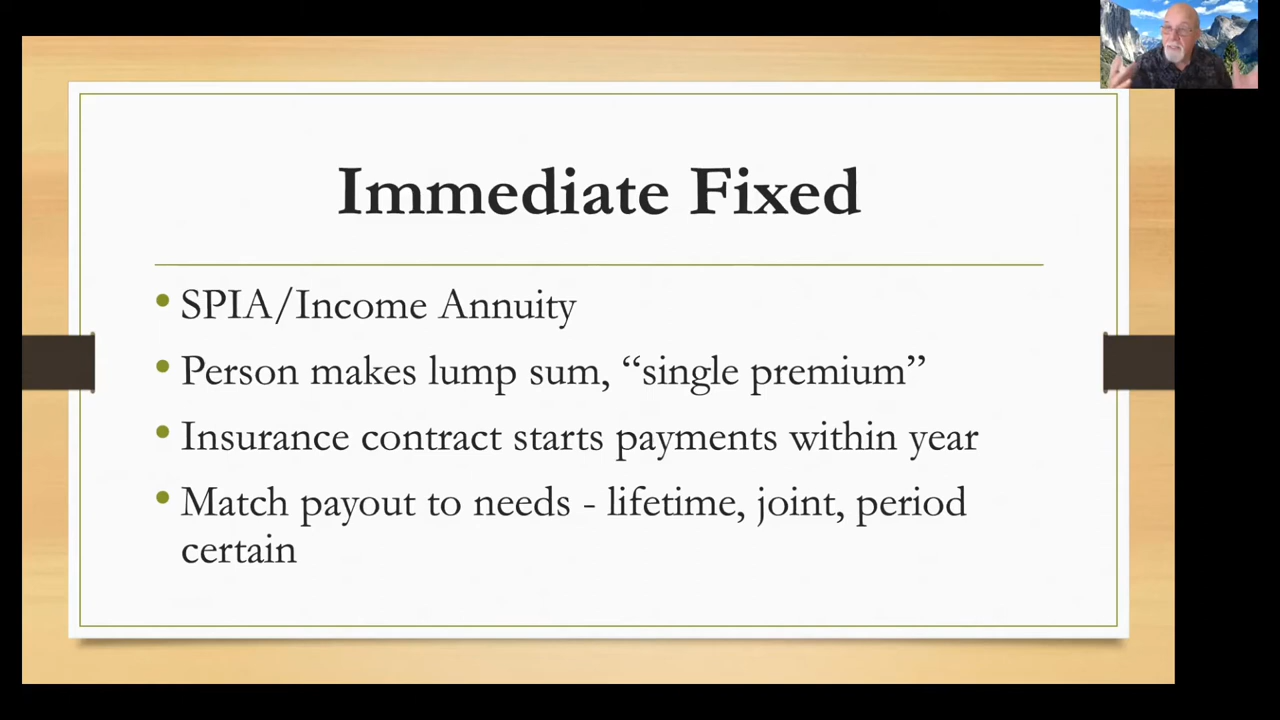 Immediate Fixed
• SPIA/Income Annuity
• Person makes lump sum, “single premium”
• Insurance contract starts payments within year
• Match payout to needs - lifetime, joint, period
certain